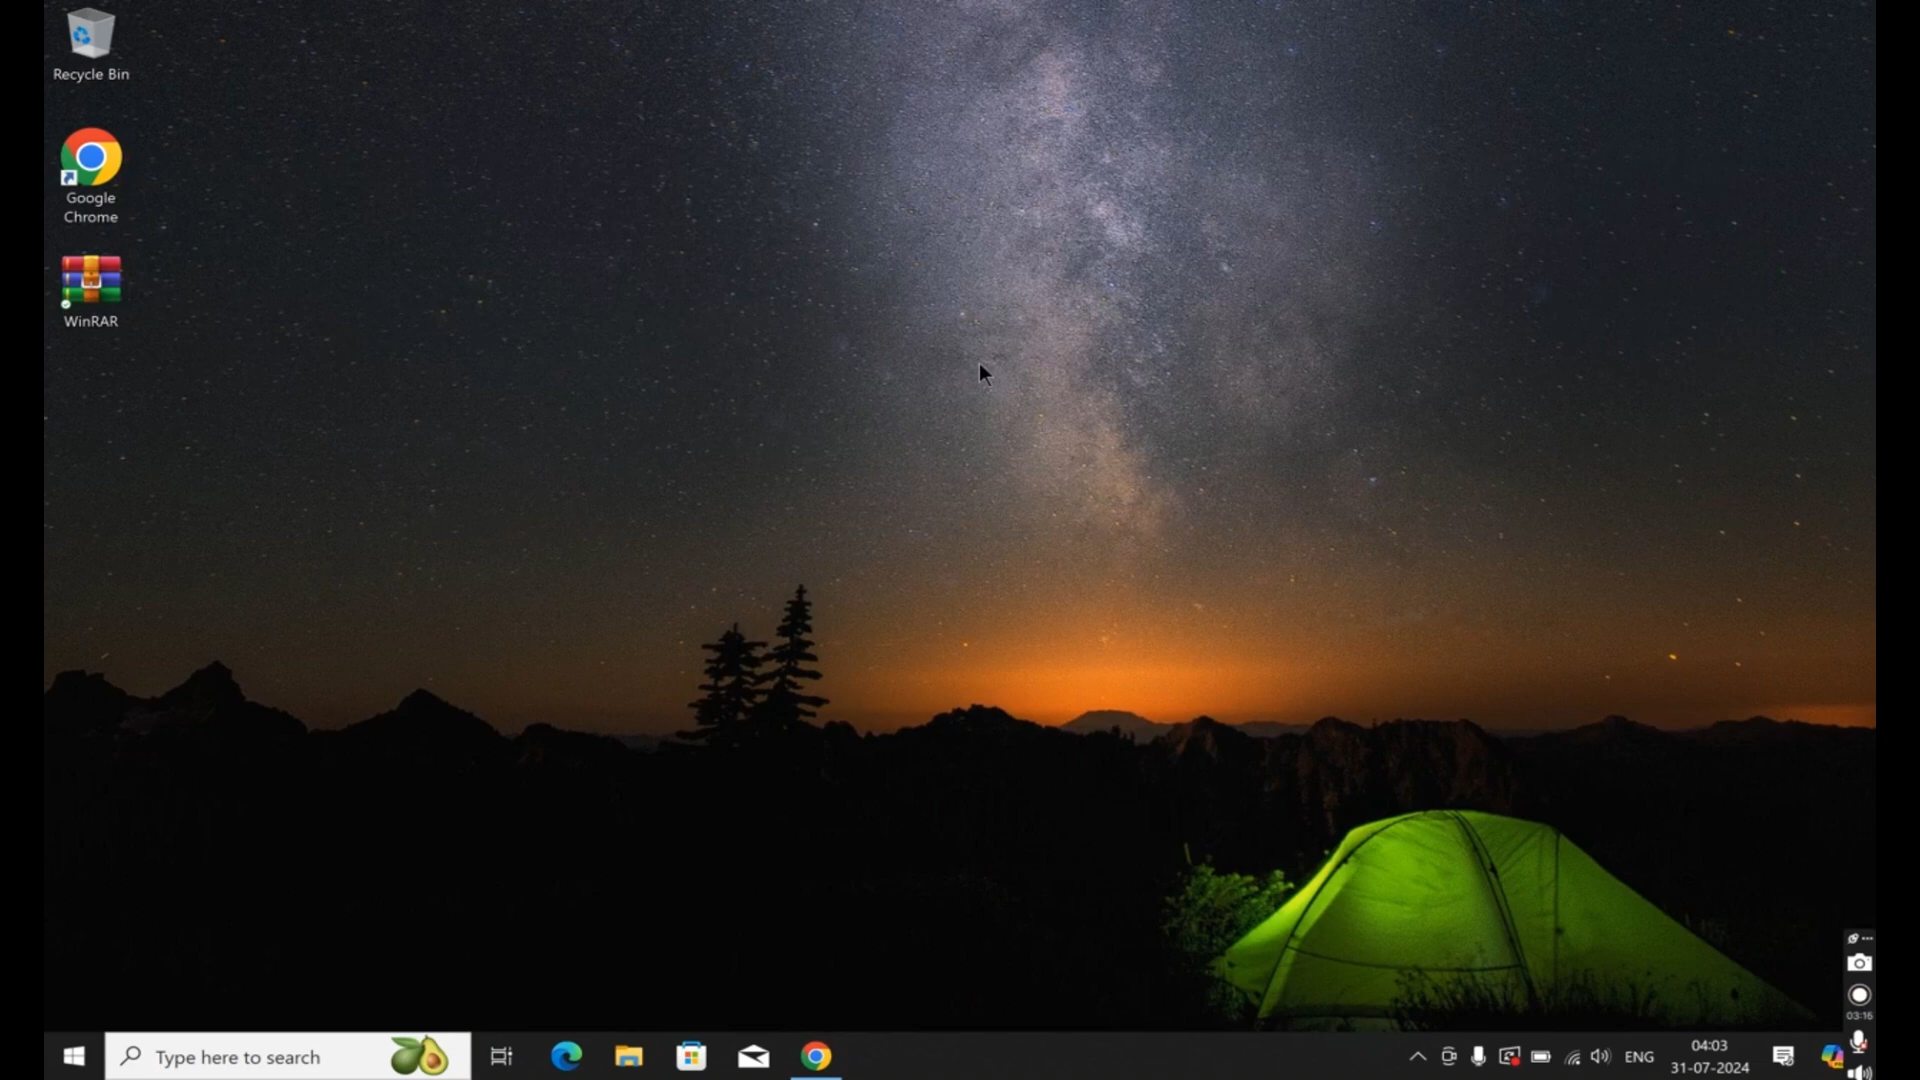 Recycle Bin
Google
Chrome
WinRAR
03:16
Type here to search
ENG
04:03
31-07-2024